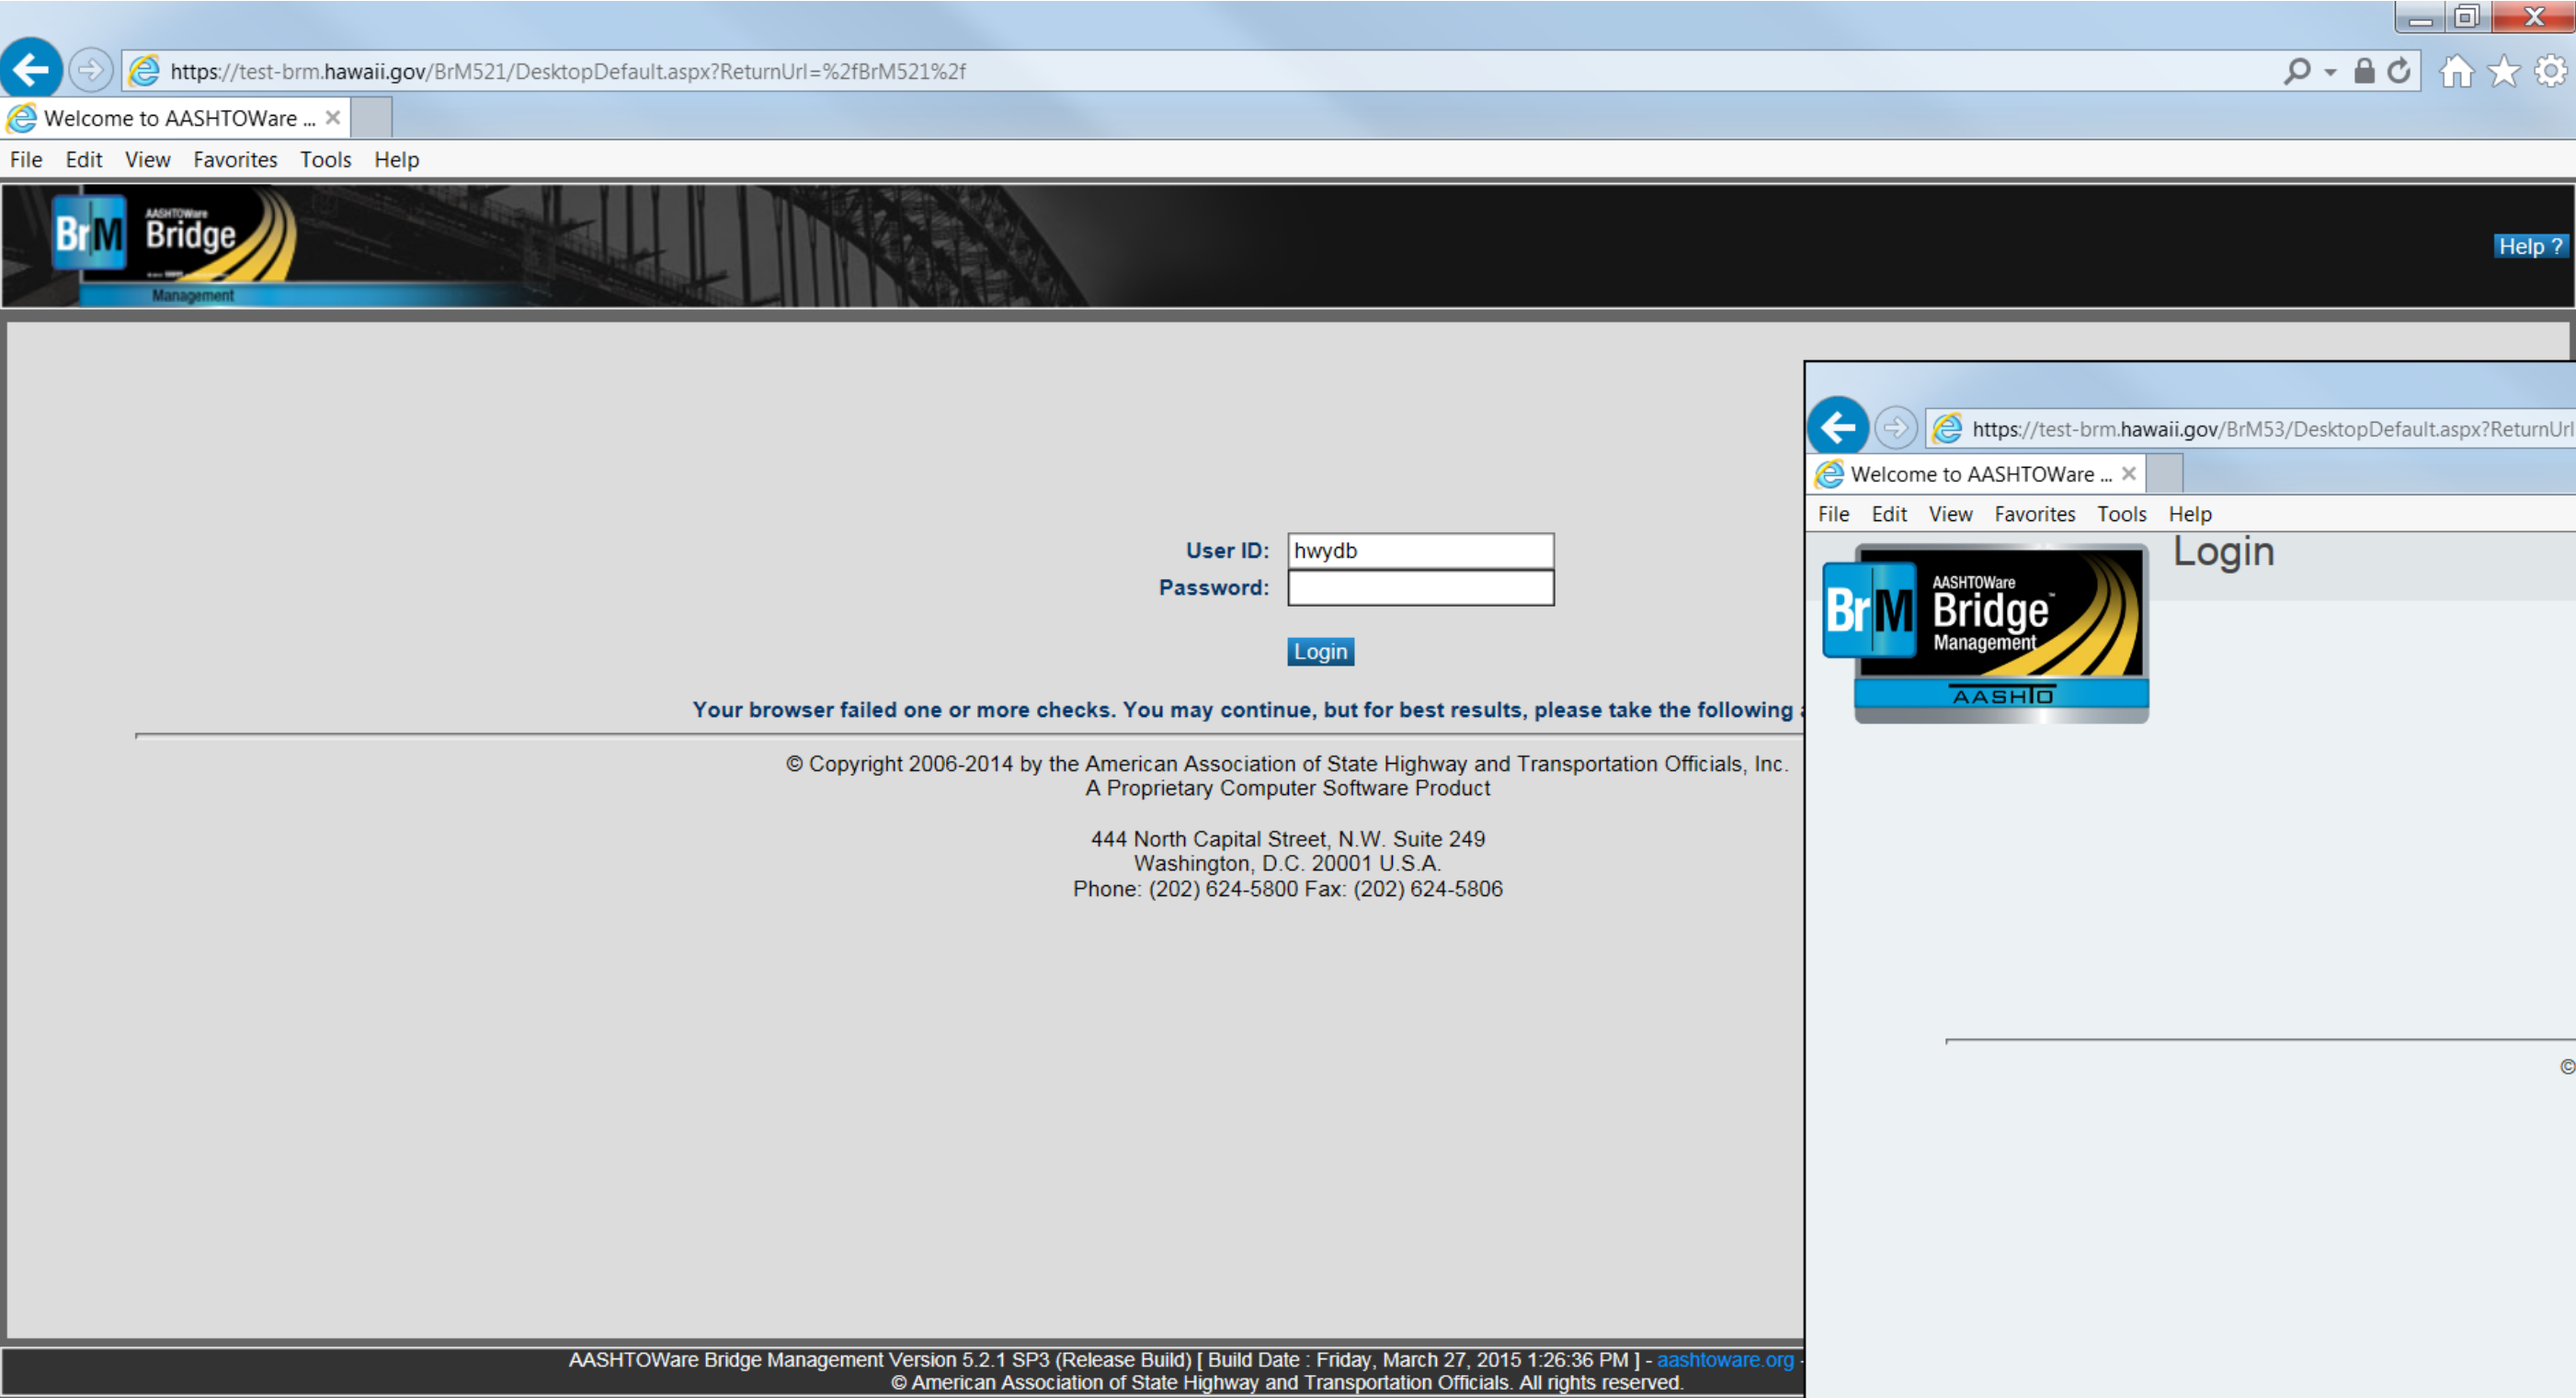 https://test-brm.hawaii.gov/BrM521/DesktopDefault.aspx?ReturnUrl=%2fBrM521%2f
Welcome to AASHTOWare ...
File Edit View Favorites Tools Help
BrM
AASHTOWare
Bridge
Management
Help ?
User ID: hwydb
Password:
Login
Your browser failed one or more checks. You may continue, but for best results, please take the following
© Copyright 2006-2014 by the American Association of State Highway and Transportation Officials, Inc.
A Proprietary Computer Software Product
444 North Capital Street, N.W. Suite 249
Washington, D.C. 20001 U.S.A.
Phone: (202) 624-5800 Fax: (202) 624-5806
AASHTOWare Bridge Management Version 5.2.1 SP3 (Release Build) [ Build Date : Friday, March 27, 2015 1:26:36 PM ] - aashtoware.org -
© American Association of State Highway and Transportation Officials. All rights reserved.
https://test-brm.hawaii.gov/BrM53/DesktopDefault.aspx?ReturnUrl
Welcome to AASHTOWare ...
File Edit View Favorites Tools Help
Login
BrM
AASHTOWare
Bridge™
Management
AASHTO
©